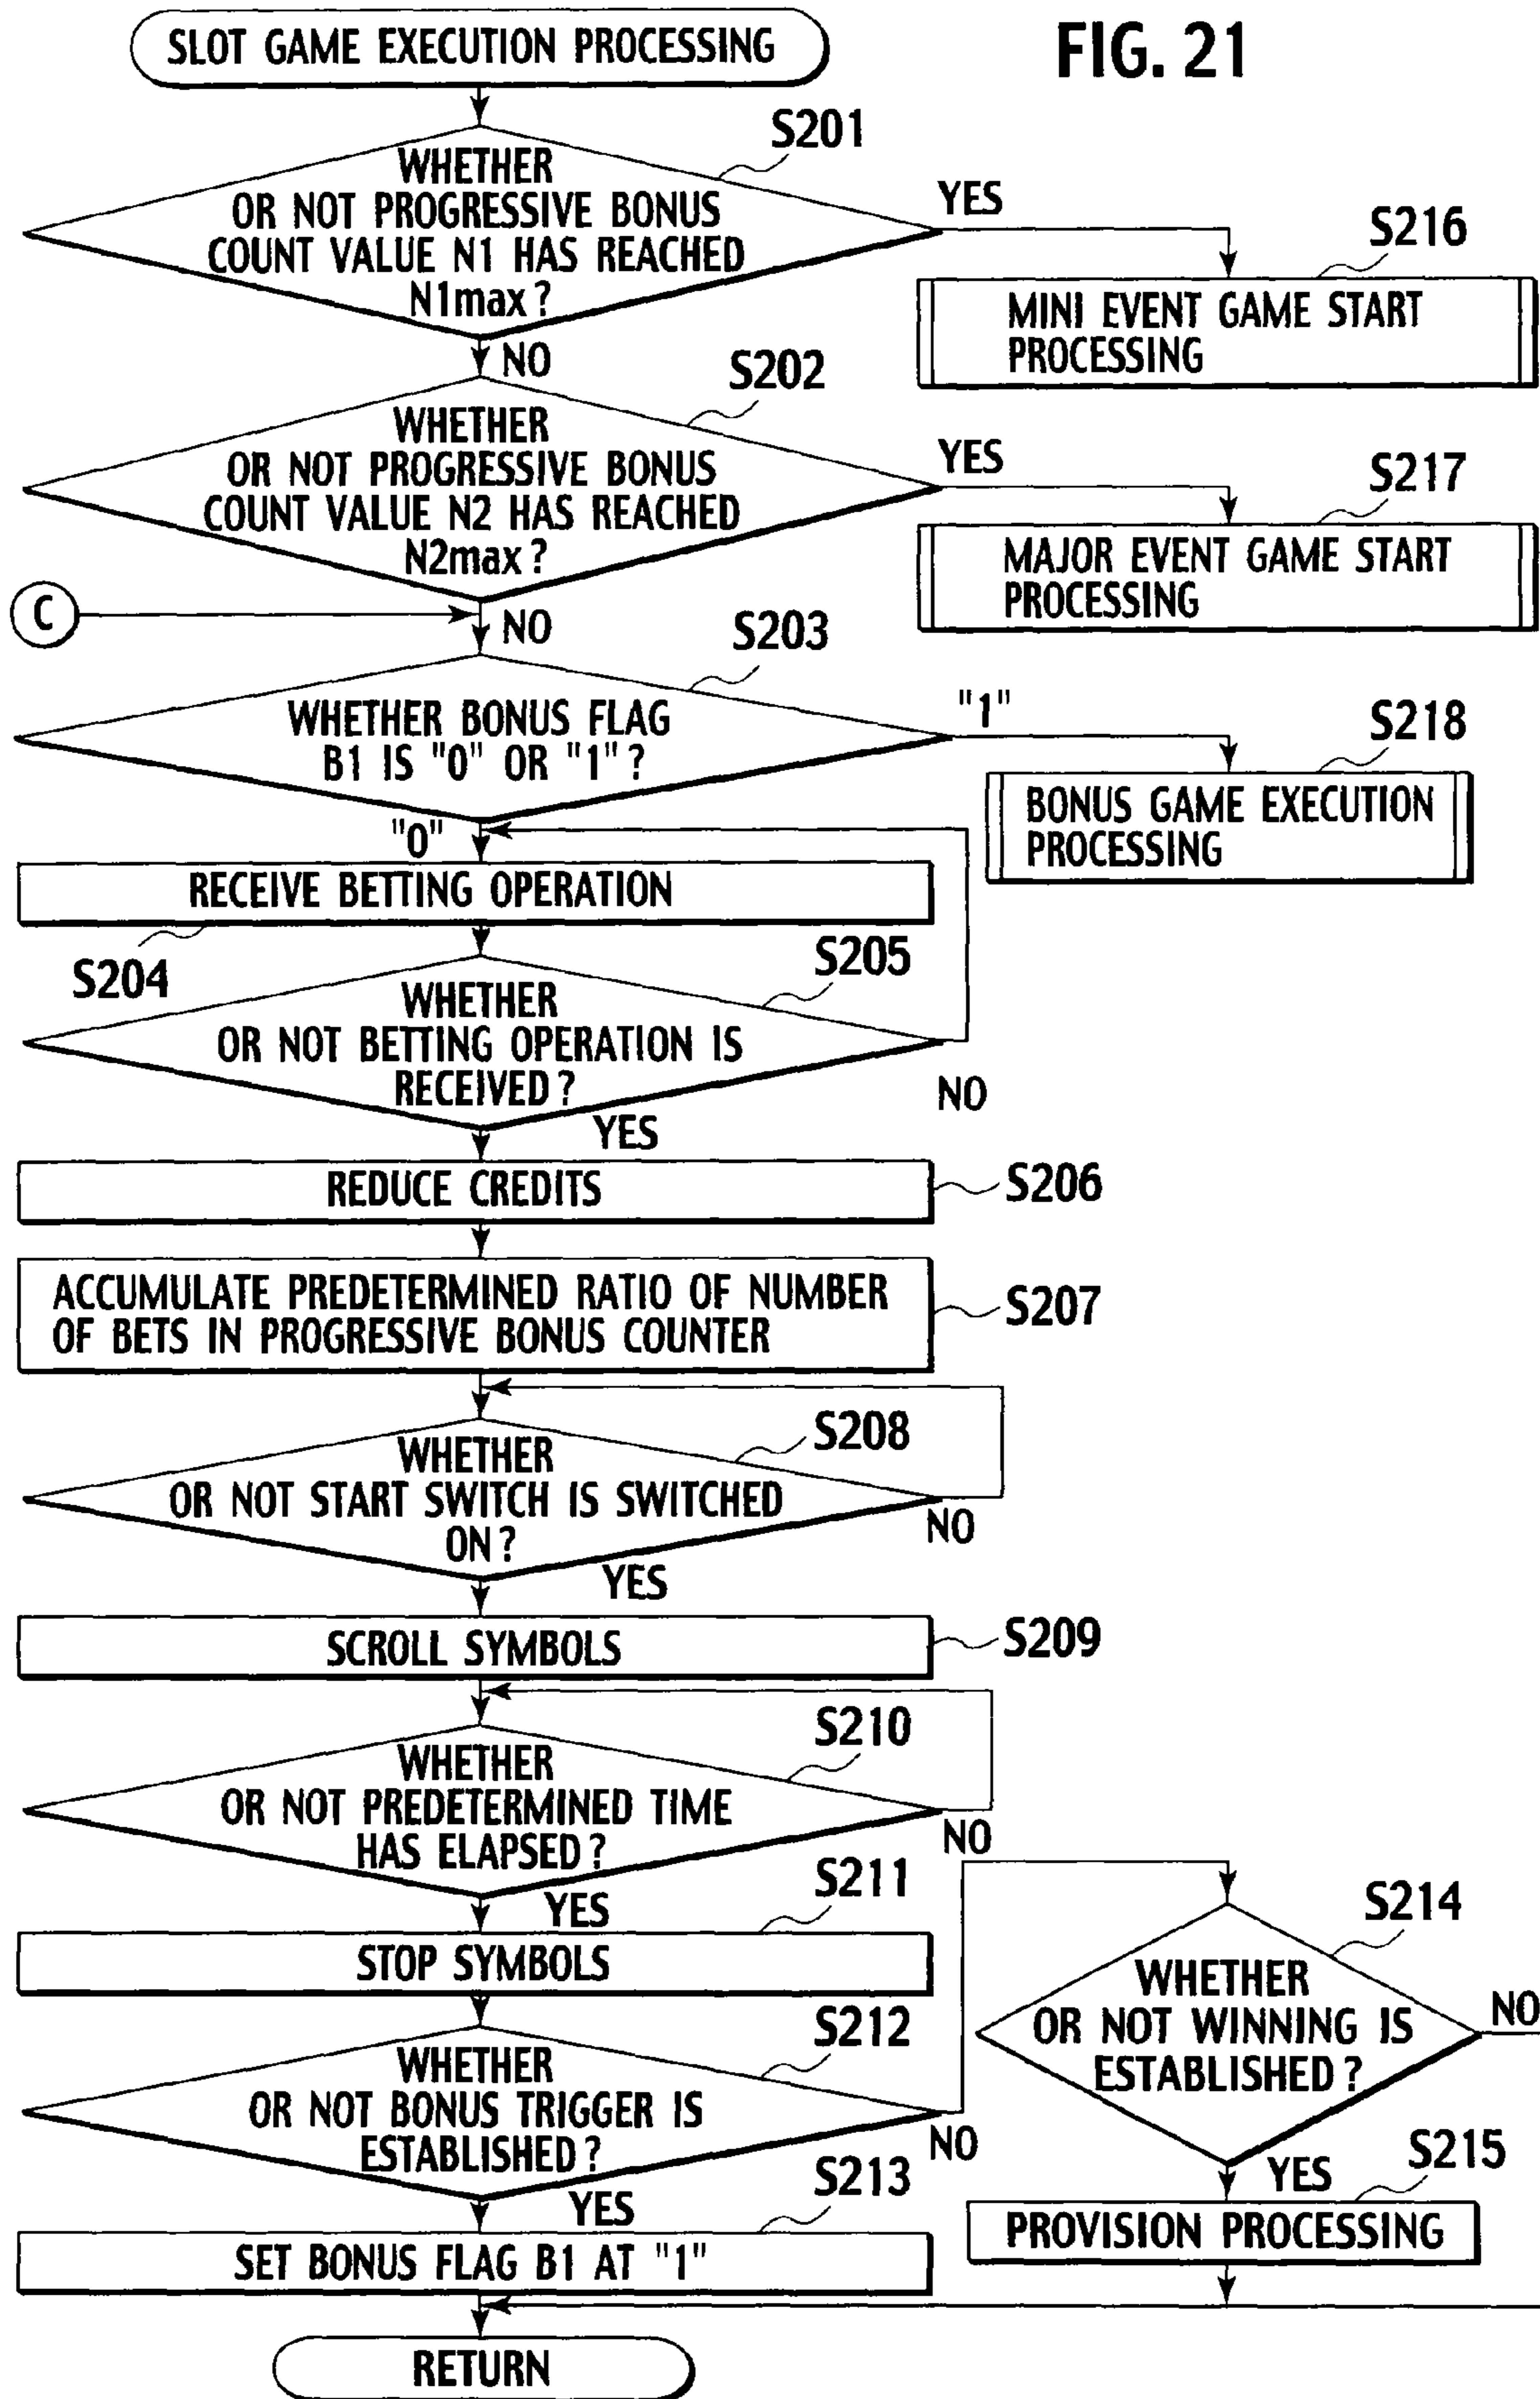 FIG. 21
SLOT GAME EXECUTION PROCESSING
S201
WHETHER
OR NOT PROGRESSIVE BONUS
COUNT VALUE N1 HAS REACHED
N1max?
YES
S216
MINI EVENT GAME START
PROCESSING
NO
S202
WHETHER
OR NOT PROGRESSIVE BONUS
COUNT VALUE N2 HAS REACHED
N2max?
YES
S217
MAJOR EVENT GAME START
PROCESSING
C
NO
S203
WHETHER BONUS FLAG
B1 IS "0" OR "1"?
"1"
S218
BONUS GAME EXECUTION
PROCESSING
"0"
RECEIVE BETTING OPERATION
S204
S205
WHETHER
OR NOT BETTING OPERATION IS
RECEIVED?
NO
YES
REDUCE CREDITS
S206
ACCUMULATE PREDETERMINED RATIO OF NUMBER
OF BETS IN PROGRESSIVE BONUS COUNTER
S207
S208
WHETHER
OR NOT START SWITCH IS SWITCHED
ON?
NO
YES
SCROLL SYMBOLS
S209
S210
WHETHER
OR NOT PREDETERMINED TIME
HAS ELAPSED?
NO
YES
S211
STOP SYMBOLS
S212
WHETHER
OR NOT BONUS TRIGGER IS
ESTABLISHED?
NO
YES
S213
SET BONUS FLAG B1 AT "1"
S214
WHETHER
OR NOT WINNING IS
ESTABLISHED?
NO
YES
S215
PROVISION PROCESSING
RETURN